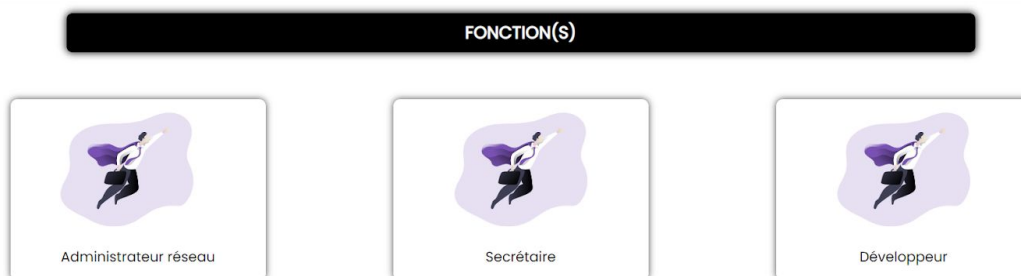 FONCTION(S)
Administrateur réseau
Secrétaire
Développeur